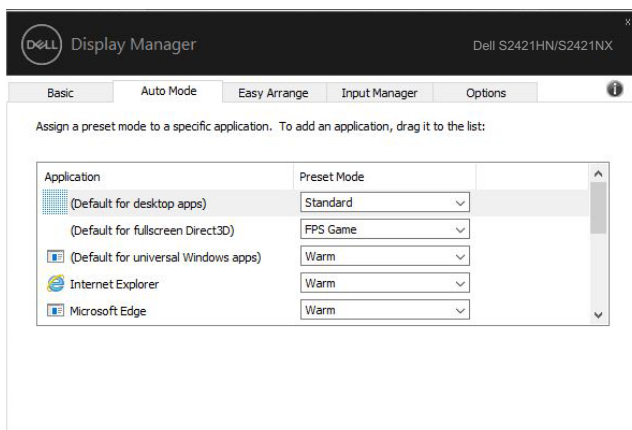 DELL Display Manager
Dell S2421HN/S2421NX
x
Basic Auto Mode Easy Arrange Input Manager Options i
Assign a preset mode to a specific application. To add an application, drag it to the list:
Application Preset Mode
(Default for desktop apps) Standard
(Default for fullscreen Direct3D) FPS Game
(Default for universal Windows apps) Warm
Internet Explorer Warm
Microsoft Edge Warm